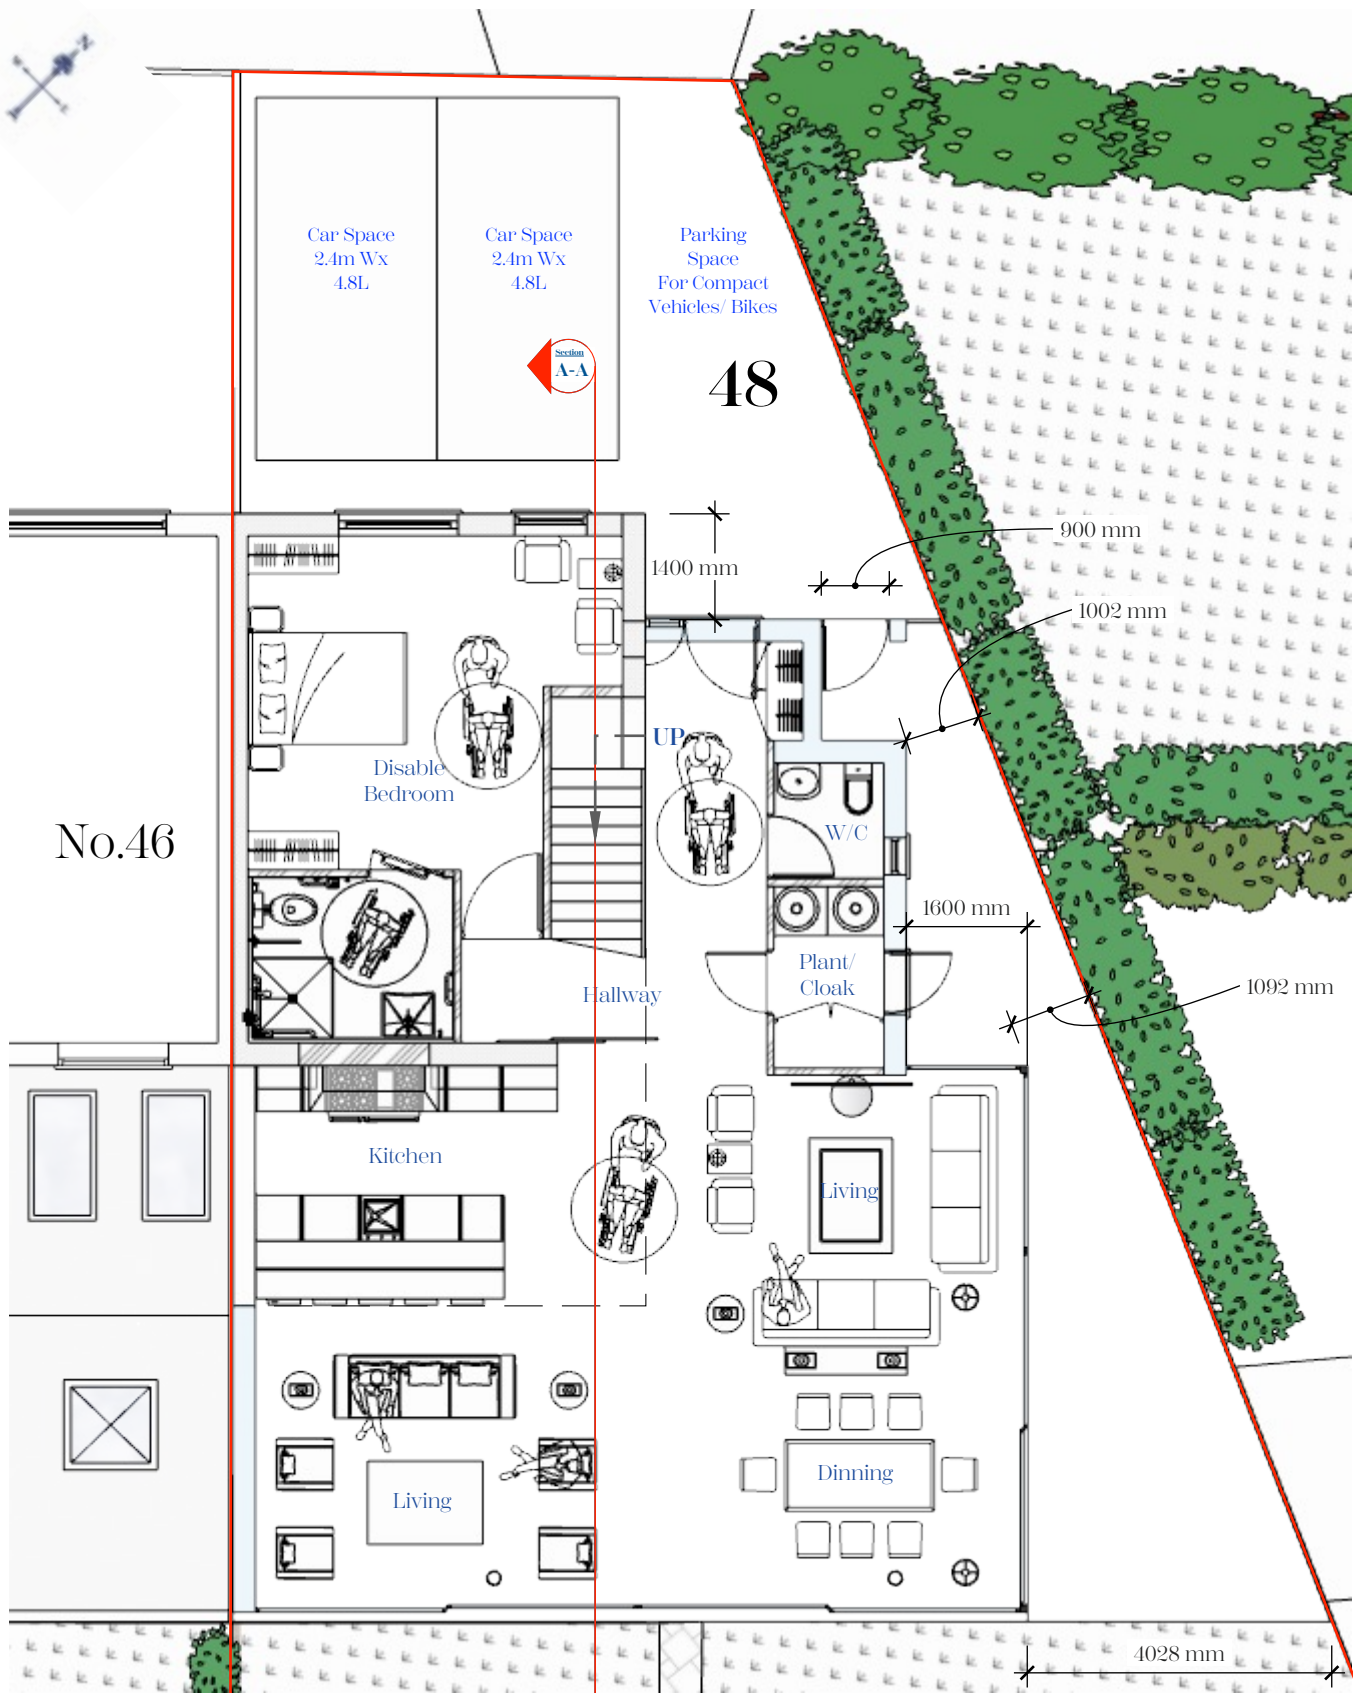 N
Car Space
2.4m Wx
4.8L
Car Space
2.4m Wx
4.8L
Parking
Space
For Compact
Vehicles/ Bikes
Section
A-A
48
900 mm
1400 mm
1002 mm
UP
Disable
Bedroom
No.46
W/C
1600 mm
Plant/
Cloak
Hallway
1092 mm
Kitchen
Living
Dinning
Living
4028 mm